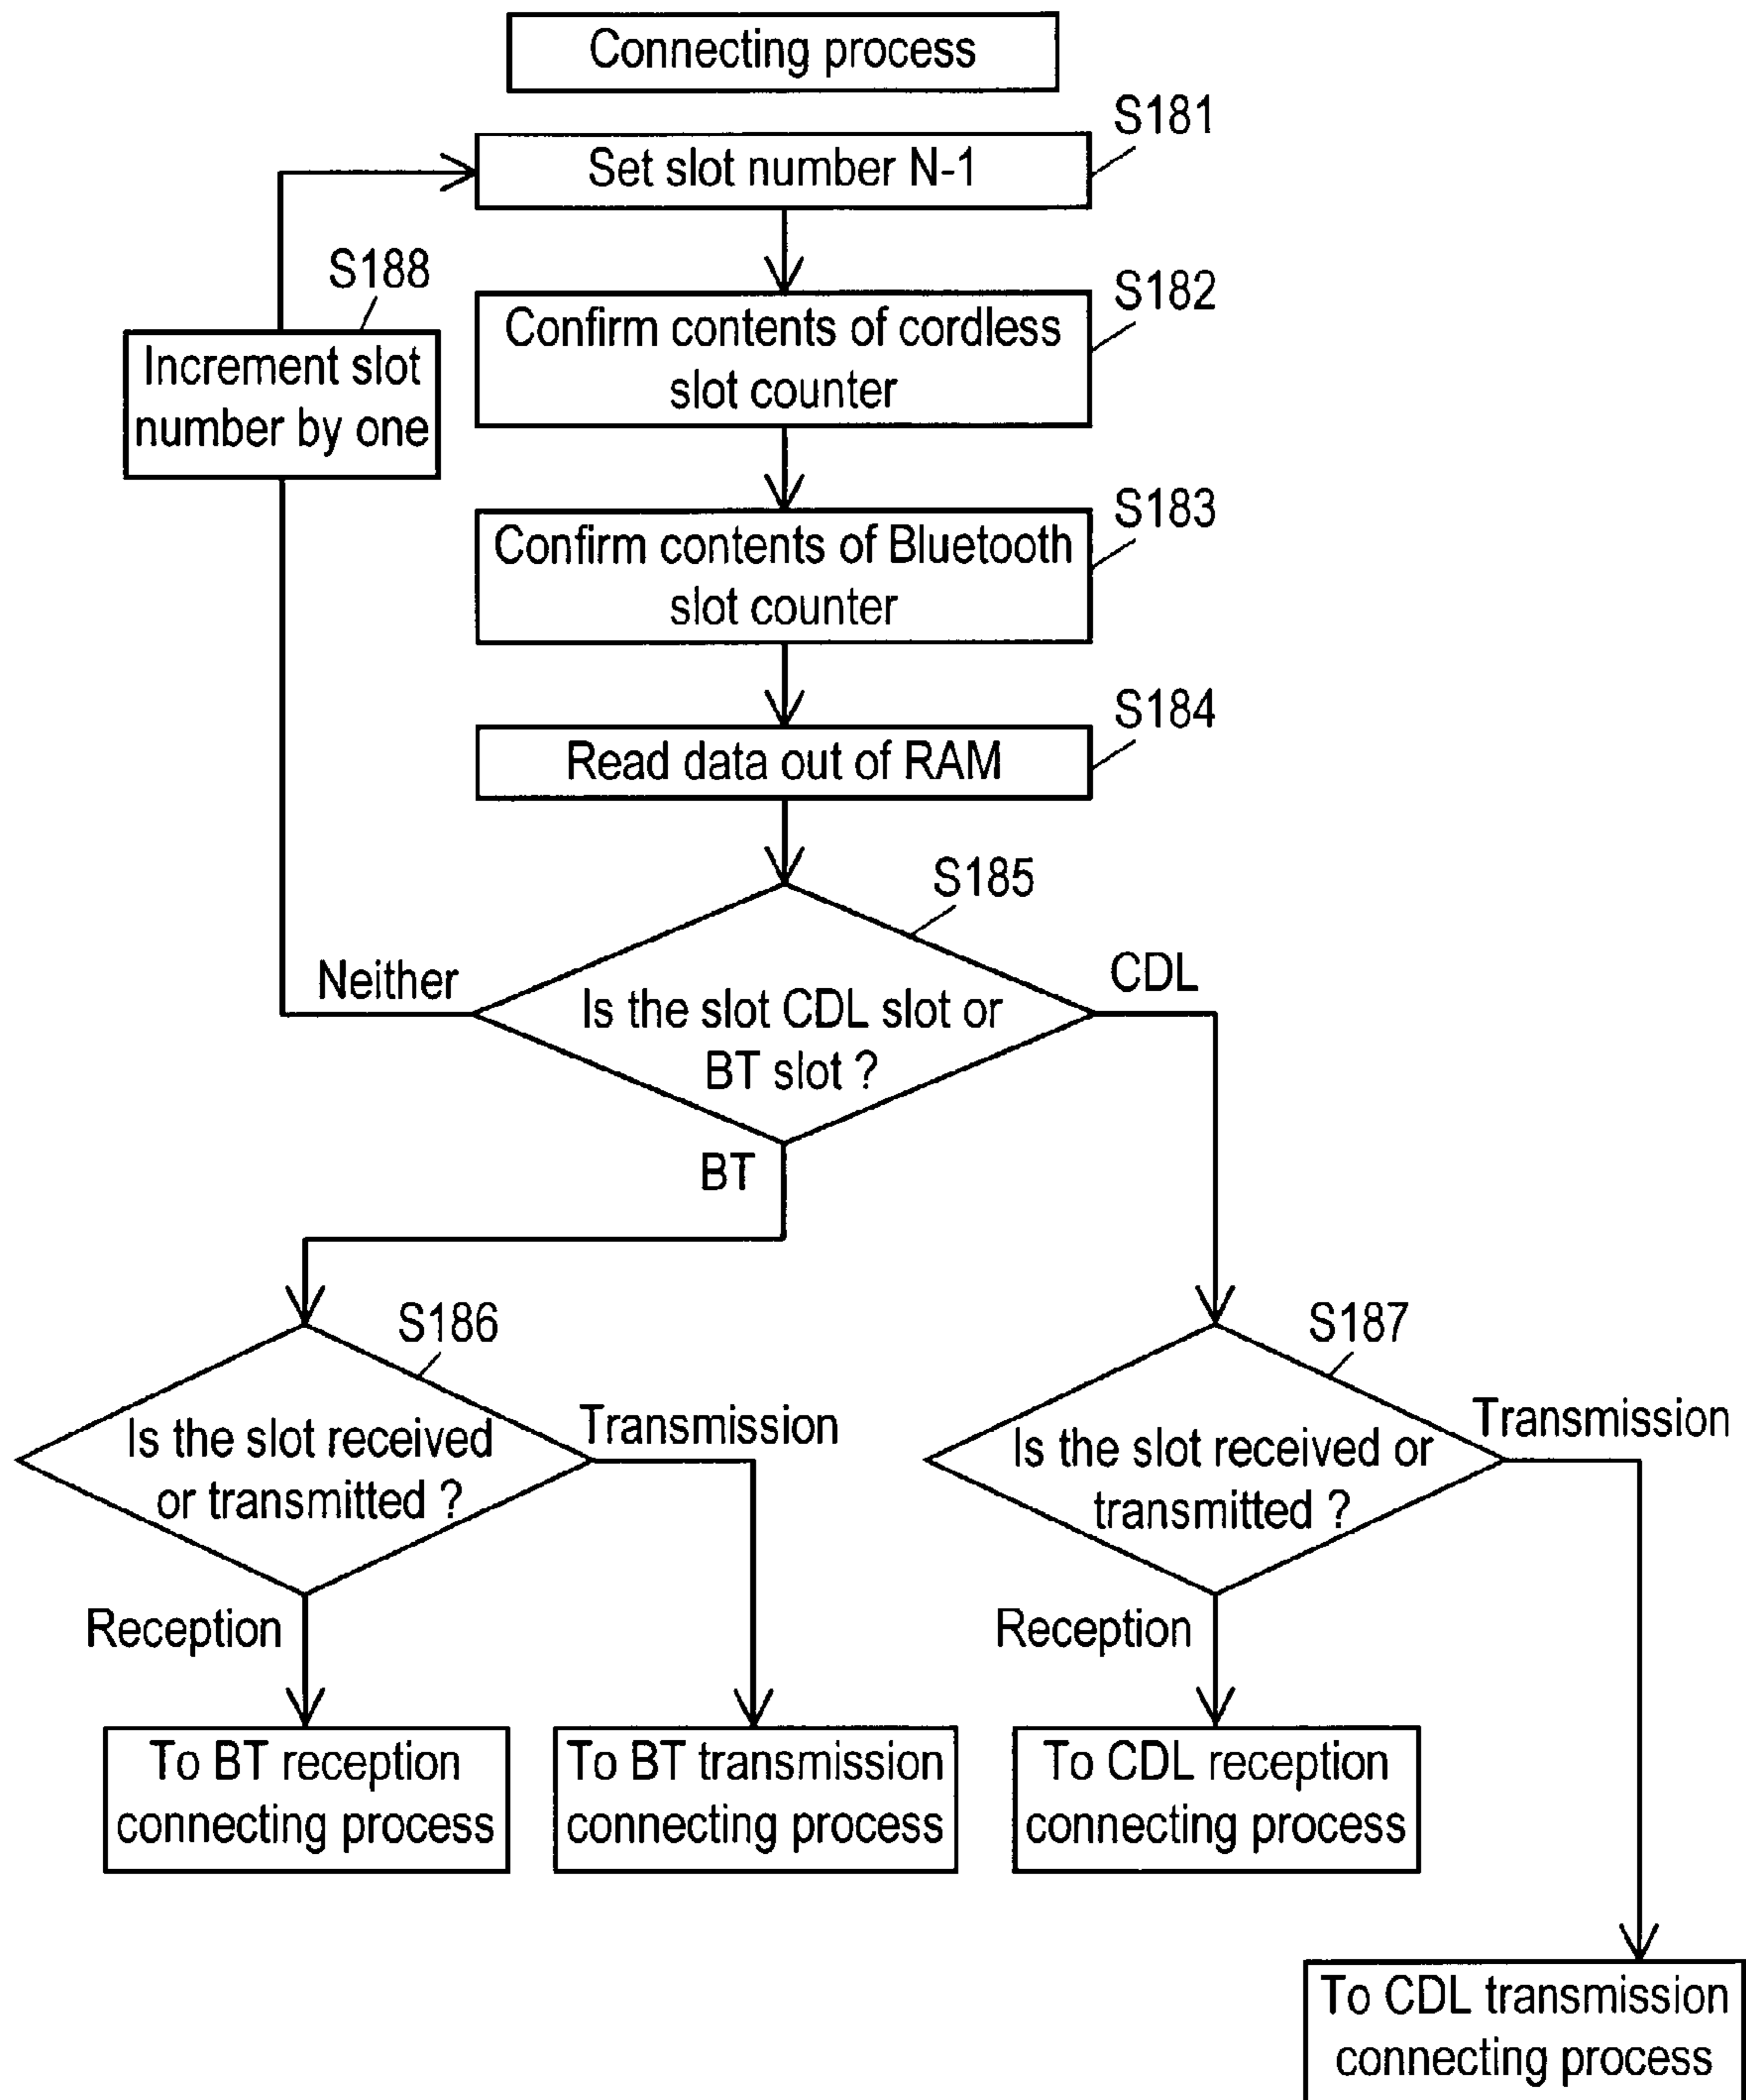 Connecting process
S181
Set slot number N-1
S188
S182
Increment slot
number by one
Confirm contents of cordless
slot counter
S183
Confirm contents of Bluetooth
slot counter
S184
Read data out of RAM
S185
Neither
CDL
Is the slot CDL slot or
BT slot ?
BT
S186
S187
Is the slot received
or transmitted ?
Transmission
Is the slot received or
transmitted ?
Transmission
Reception
Reception
To BT reception
connecting process
To BT transmission
connecting process
To CDL reception
connecting process
To CDL transmission
connecting process